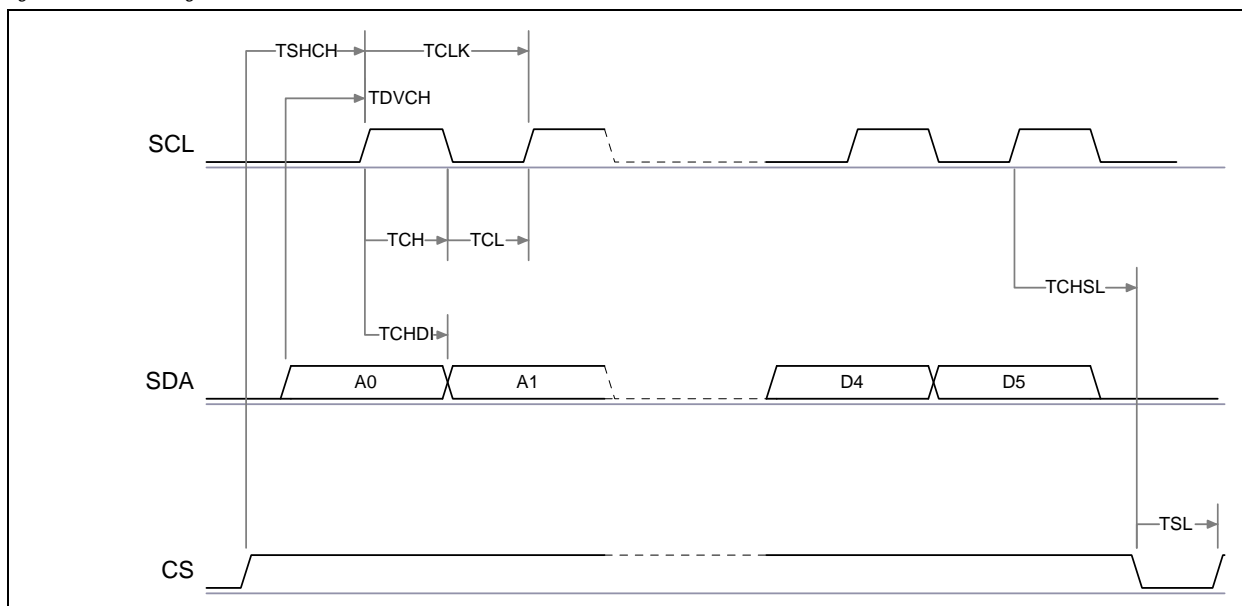 TSHCH TCLK
TDVCH
SCL
TCH TCL
TCHSL
TCHDI
SDA A0 A1 D4 D5
TSL
CS